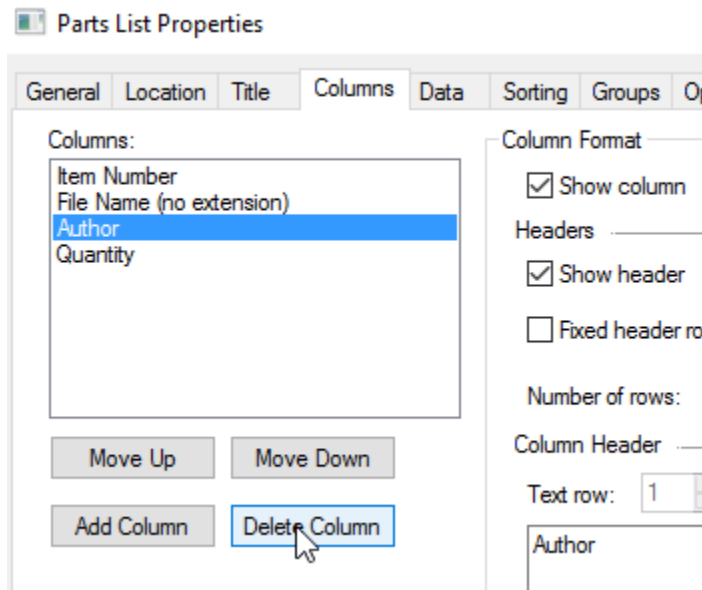 Parts List Properties
General Location Title Columns Data Sorting Groups
Columns:
Item Number
File Name (no extension)
Author
Quantity
Move Up Move Down
Add Column Delete Column
Column Format
Show column
Headers
Show header
Fixed header
Number of rows:
Column Header
Text row: 1
Author